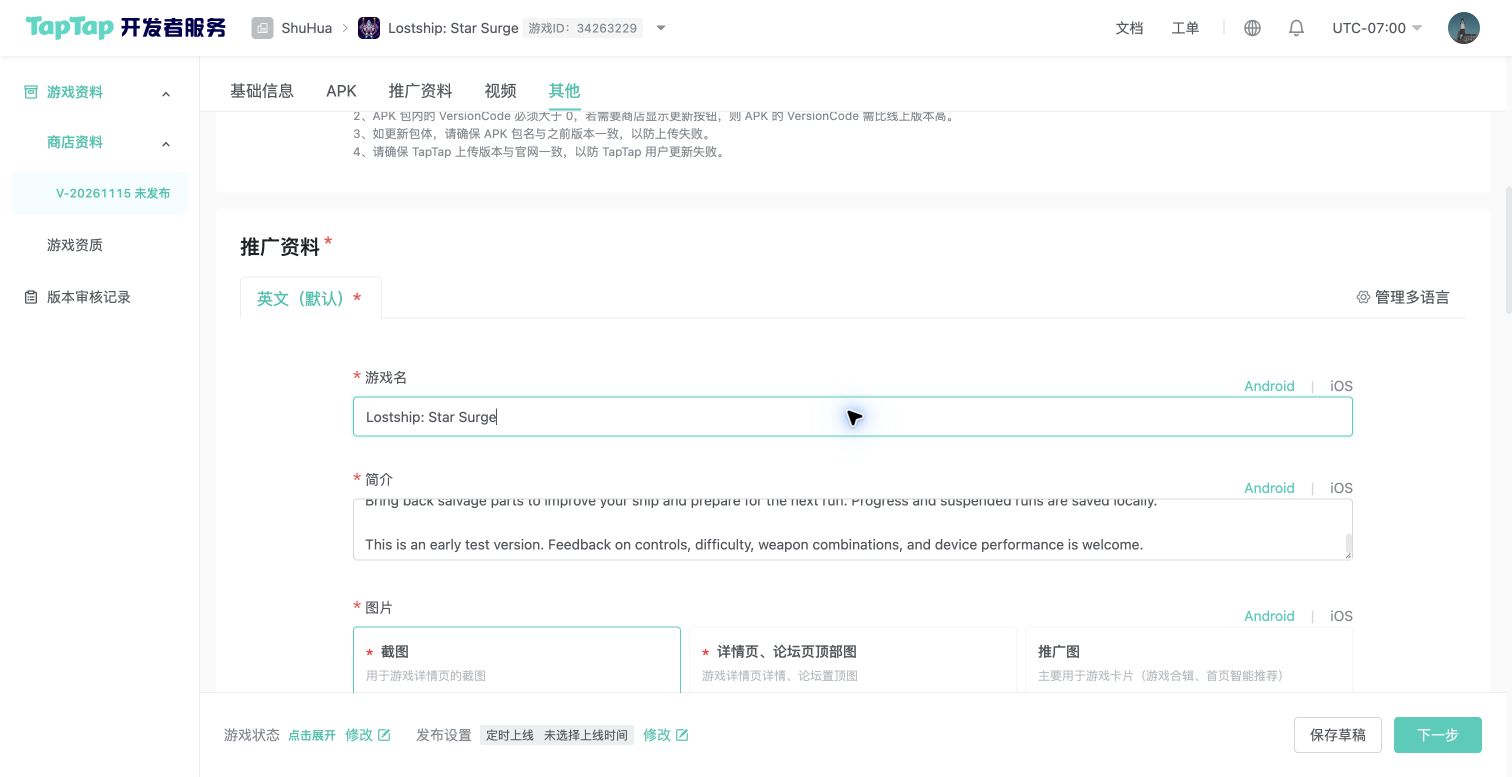 TapTap 开发者服务
ShuHua
Lostship: Star Surge
游戏ID: 34263229
文档
工单
UTC-07:00
游戏资料
商店资料
V-20261115 未发布
游戏资质
版本审核记录
基础信息
APK
推广资料
视频
其他
2、APK 包内的 VersionCode 必须大于 0，若需要商店显示更新按钮，则 APK 的 VersionCode 需比线上版本高。
3、如更新包体，请确保 APK 包名与之前版本一致，以防上传失败。
4、请确保 TapTap 上传版本与官网一致，以防 TapTap 用户更新失败。
推广资料 *
英文（默认） *
管理多语言
* 游戏名
Android | iOS
Lostship: Star Surge
* 简介
Android | iOS
Bring back salvage parts to improve your ship and prepare for the next run. Progress and suspended runs are saved locally.
This is an early test version. Feedback on controls, difficulty, weapon combinations, and device performance is welcome.
* 图片
Android | iOS
* 截图
用于游戏详情页的截图
* 详情页、论坛页顶部图
游戏详情页详情、论坛置顶图
推广图
主要用于游戏卡片（游戏合辑、首页智能推荐）
游戏状态 点击展开 修改
发布设置 定时上线 未选择上线时间 修改
保存草稿
下一步